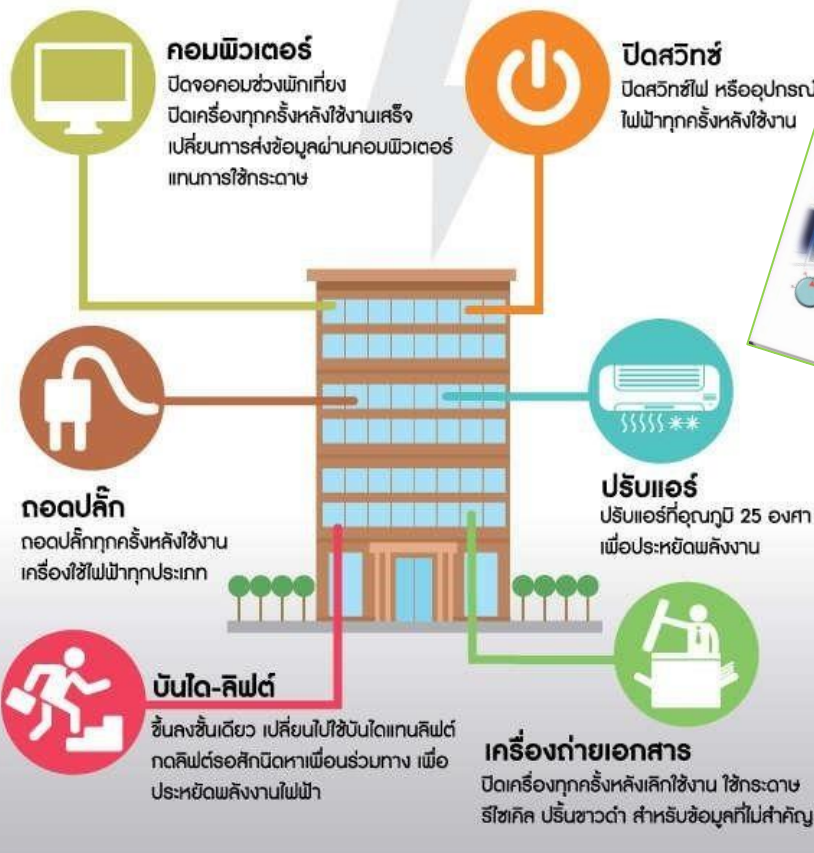 คอมพิวเตอร์
ปิดจอคอมช่วงพักเที่ยง
ปิดเครื่องทุกครั้งหลังใช้งานเสร็จ
เปลี่ยนการส่งข้อมูลผ่านคอมพิวเตอร์
แทนการใช้กระดาษ
ปิดสวิทซ์
ปิดสวิทซ์ไฟ หรืออุปกรณ์
ไฟฟ้าทุกครั้งหลังใช้งาน
ถอดปลั๊ก
ถอดปลั๊กทุกครั้งหลังใช้งาน
เครื่องใช้ไฟฟ้าทุกประเภท
ปรับแอร์
ปรับแอร์ที่อุณภูมิ 25 องศา
เพื่อประหยัดพลังงาน
บันได-ลิฟต์
ขึ้นลงชั้นเดียว เปลี่ยนไปใช้บันไดแทนลิฟต์
กดลิฟต์รอสักนิดหาเพื่อนร่วมทาง เพื่อ
ประหยัดพลังงานไฟฟ้า
เครื่องถ่ายเอกสาร
ปิดเครื่องทุกครั้งหลังเลิกใช้งาน ใช้กระดาษ
รีไซเคิล ปริ้นขาวดำ สำหรับข้อมูลที่ไม่สำคัญ